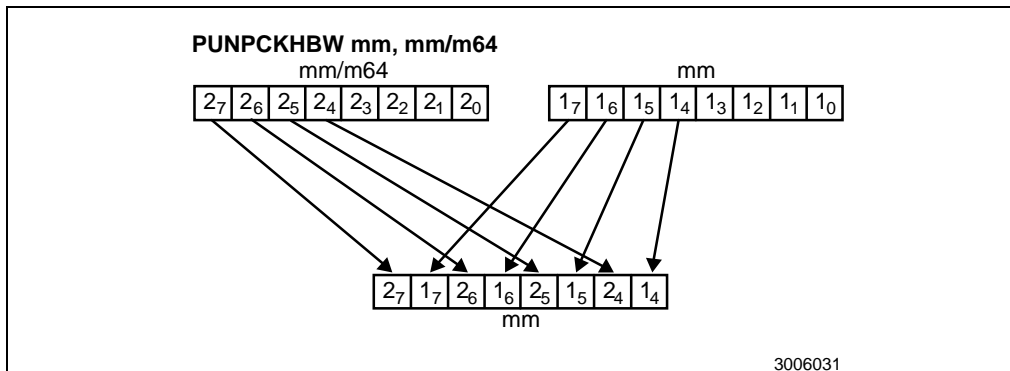 PUNPCKHBW mm, mm/m64
mm/m64 mm
2₇ 2₆ 2₅ 2₄ 2₃ 2₂ 2₁ 2₀ 1₇ 1₆ 1₅ 1₄ 1₃ 1₂ 1₁ 1₀
2₇ 1₇ 2₆ 1₆ 2₅ 1₅ 2₄ 1₄
mm
3006031